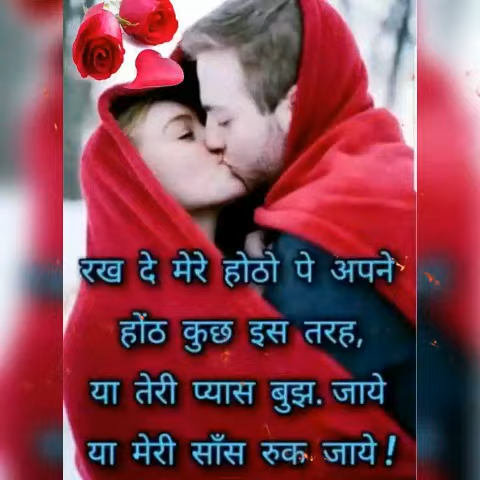 रख दे मेरे होठो पे अपने
होंठ कुछ इस तरह,
या तेरी प्यास बुझ. जाये
या मेरी साँस रुक. जाये!